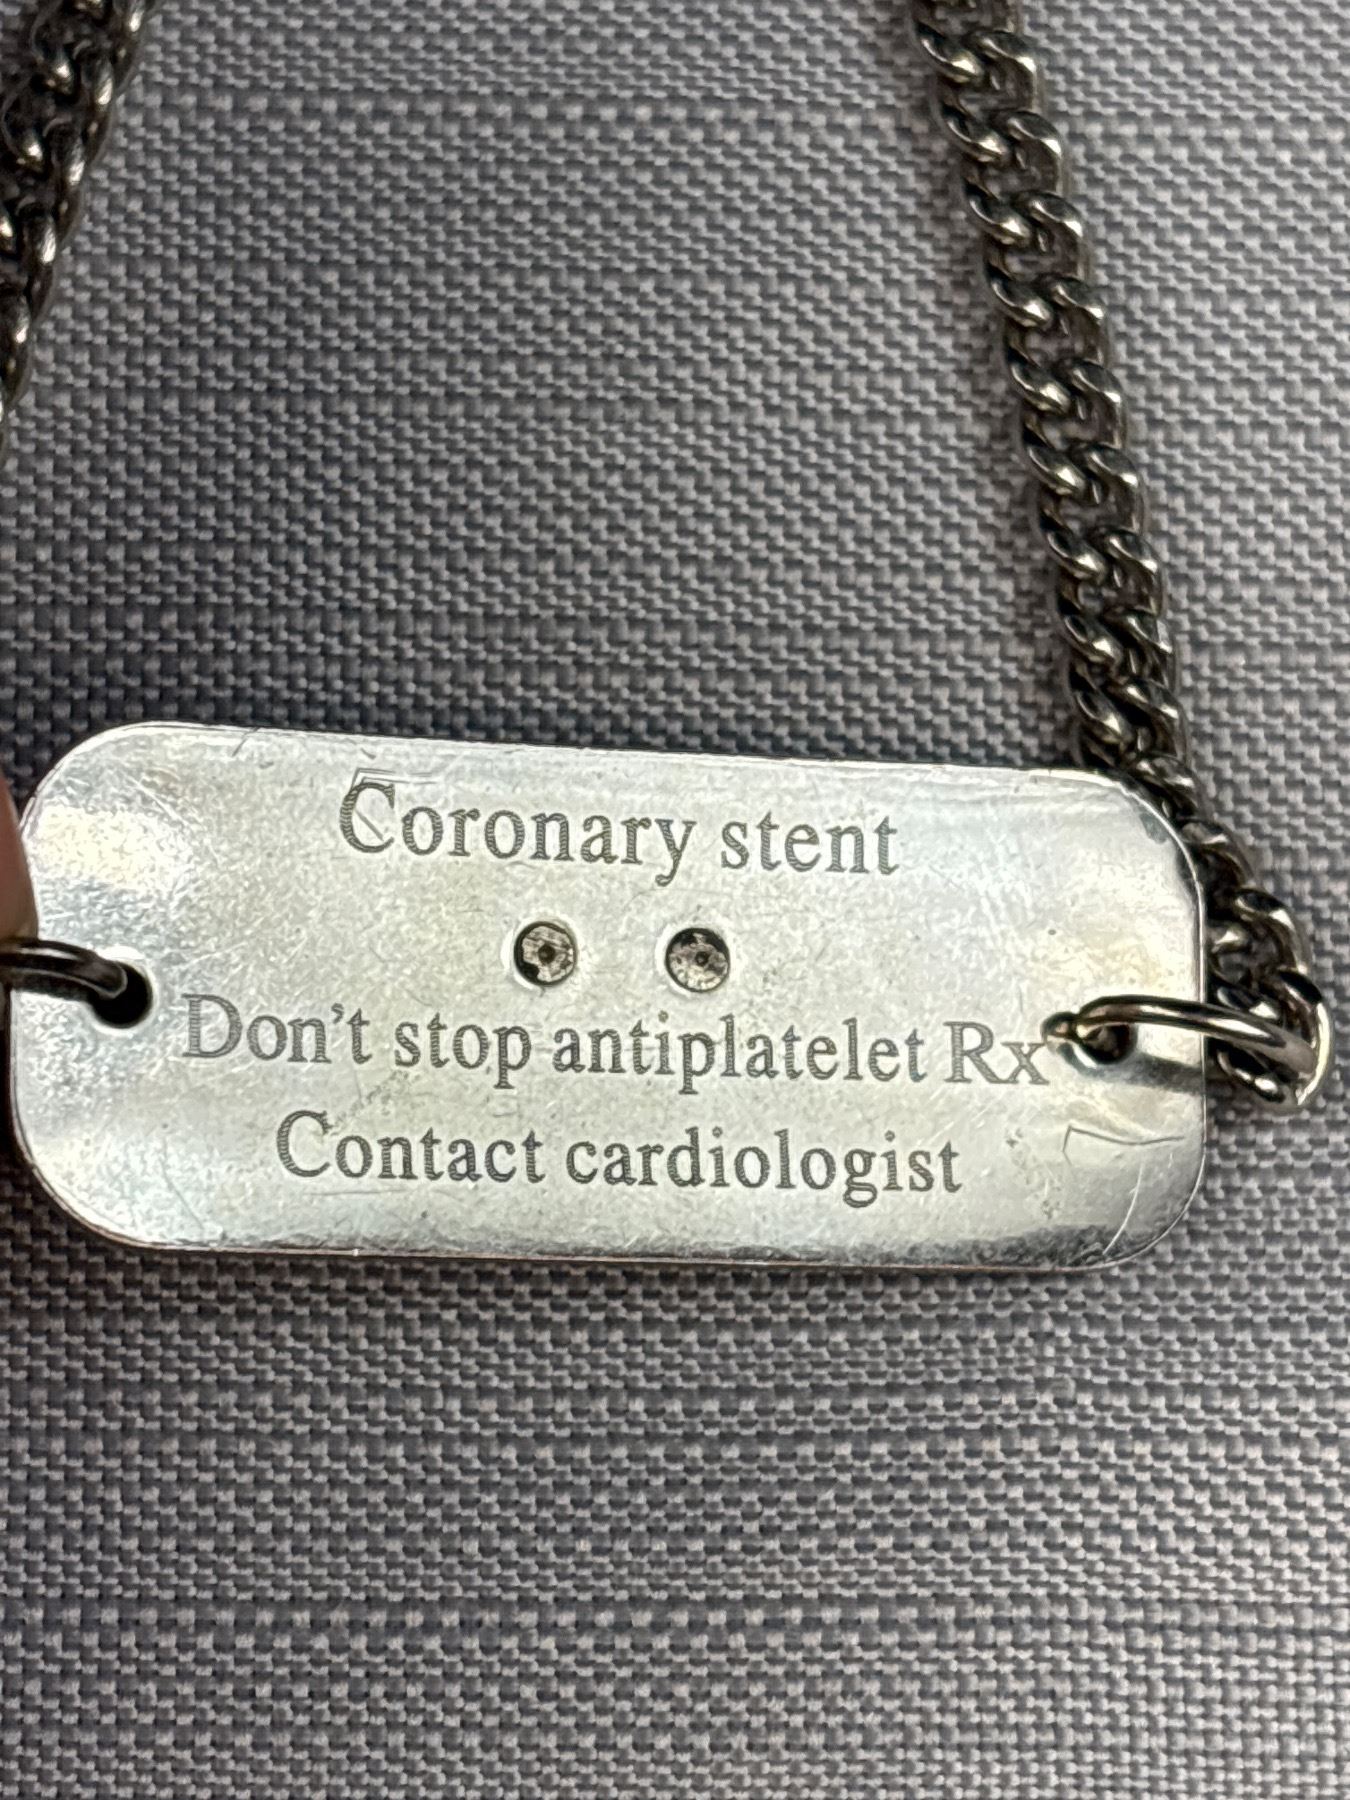 Coronary stent
Don't stop antiplatelet Rx
Contact cardiologist